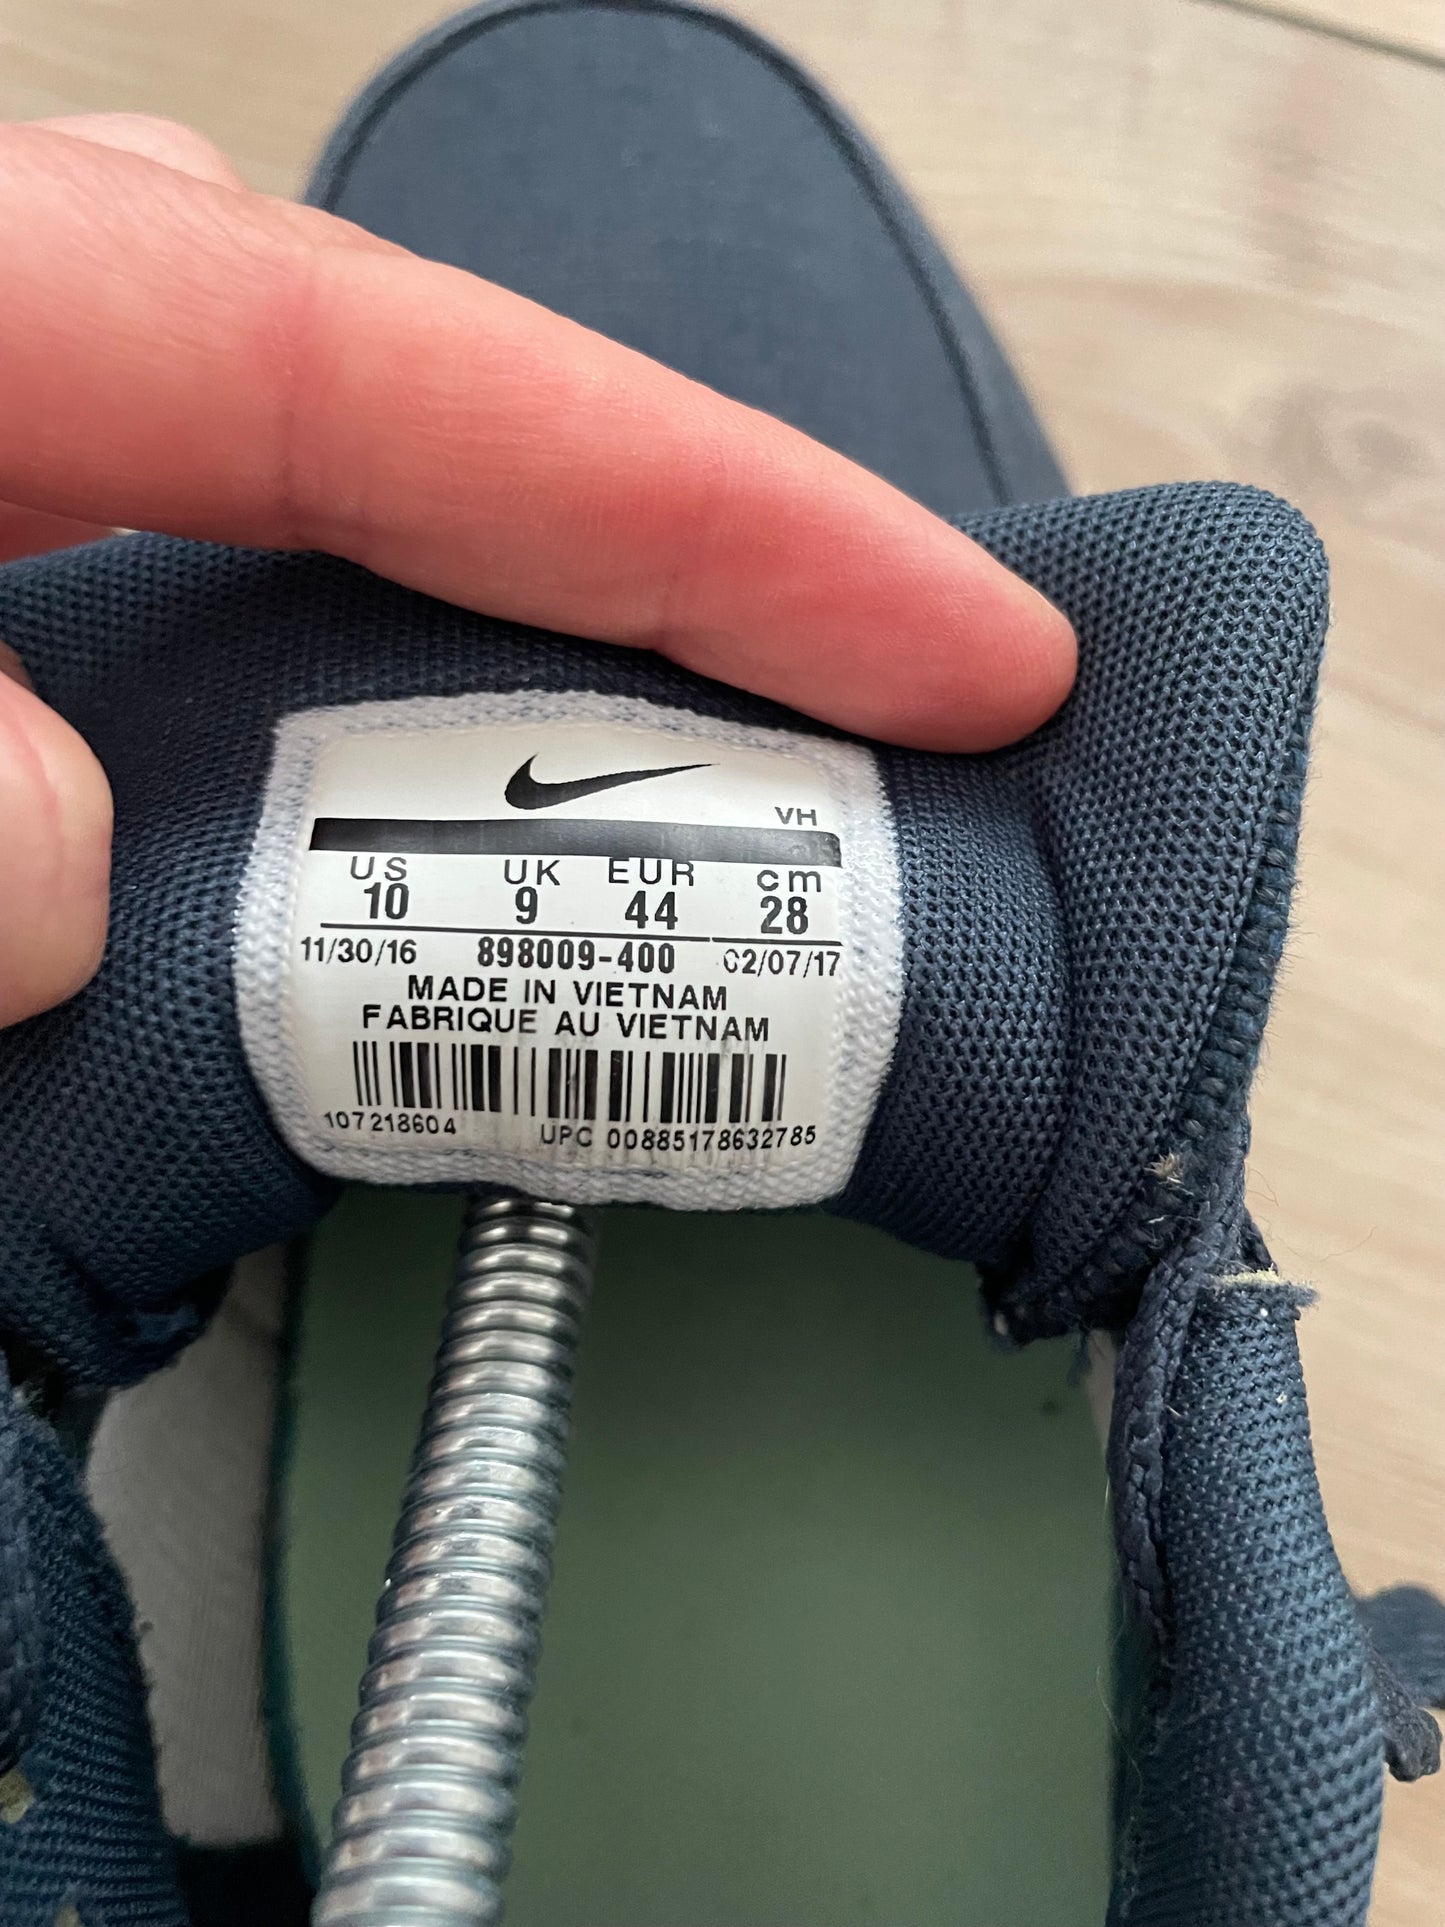 VH
US UK EUR cm
10 9 44 28
11/30/16 898009-400 02/07/17
MADE IN VIETNAM
FABRIQUE AU VIETNAM
107218604 UPC 00885178632785